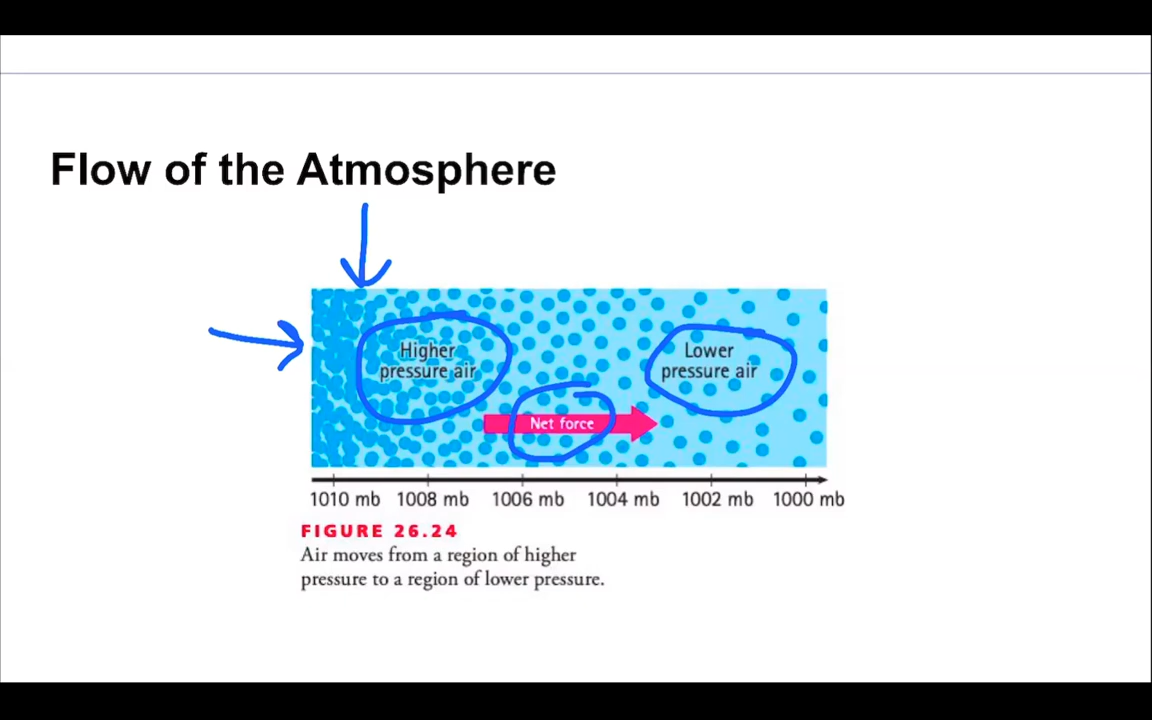 Flow of the Atmosphere
Higher
pressure air
Lower
pressure air
Net force
1010 mb 1008 mb 1006 mb 1004 mb 1002 mb 1000 mb
FIGURE 26.24
Air moves from a region of higher
pressure to a region of lower pressure.